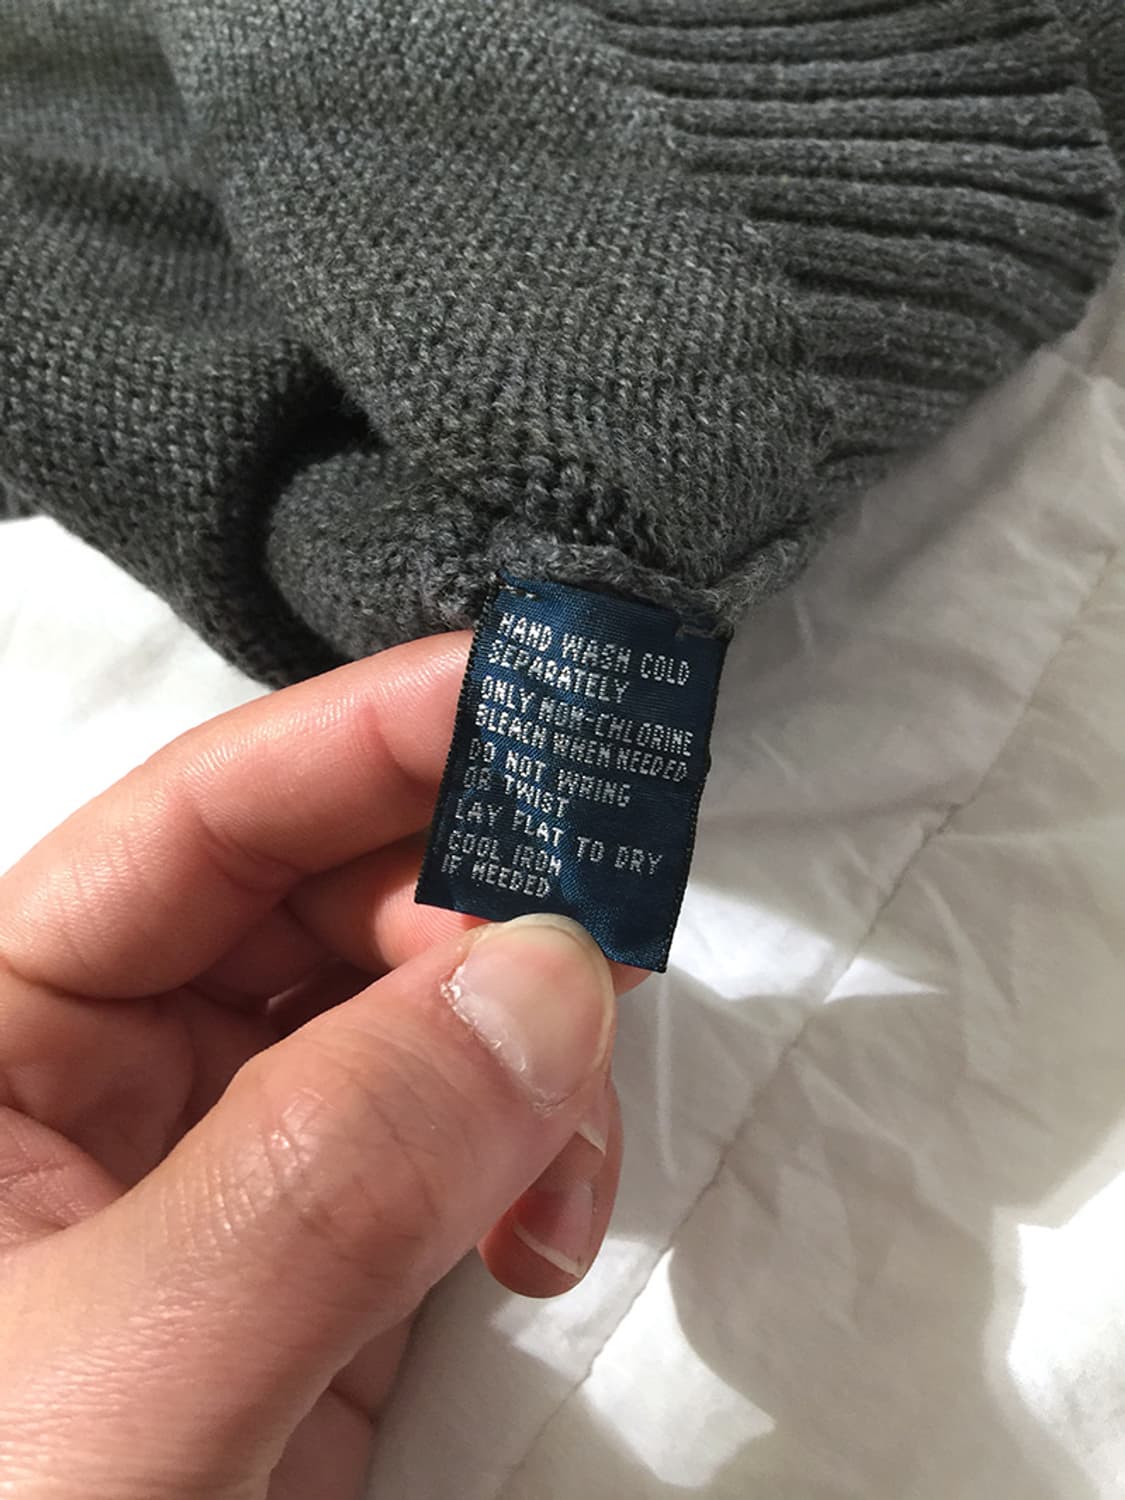 HAND WASH COLD
SEPARATELY
ONLY NON-CHLORINE
BLEACH WHEN NEEDED
DO NOT WRING
OR TWIST
LAY FLAT TO DRY
COOL IRON
IF NEEDED